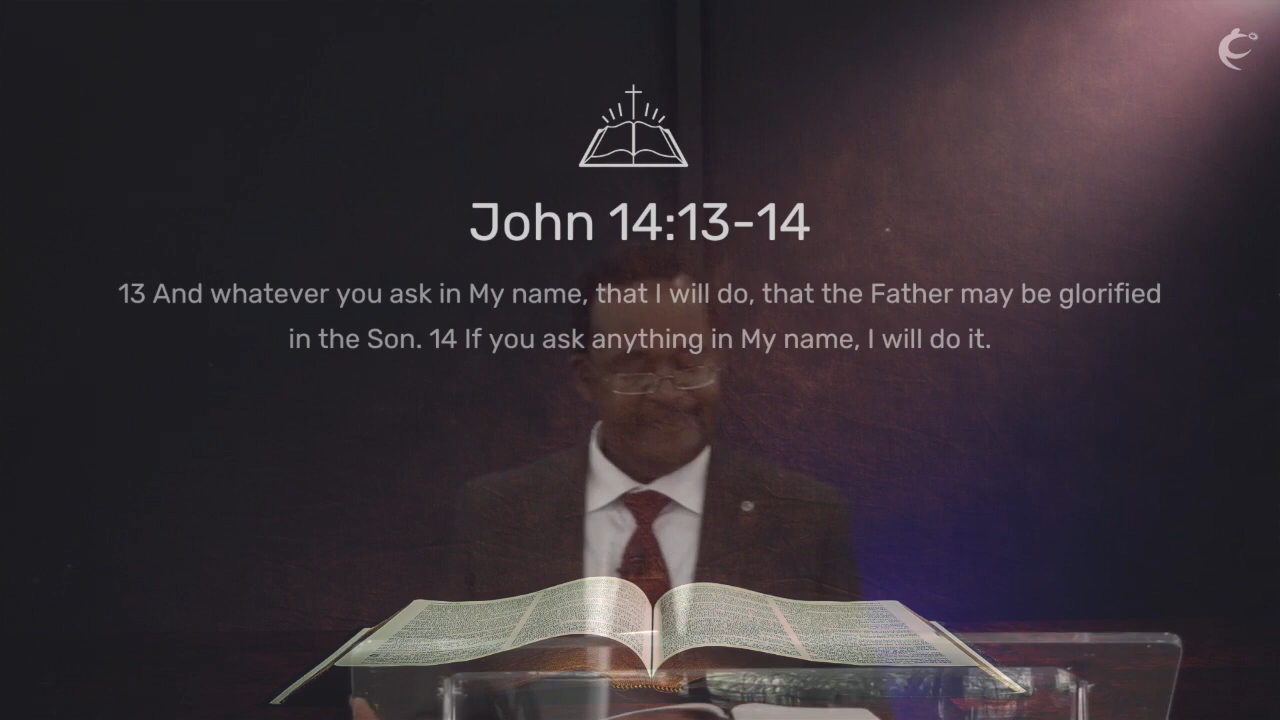 John 14:13-14
13 And whatever you ask in My name, that I will do, that the Father may be glorified
in the Son. 14 If you ask anything in My name, I will do it.